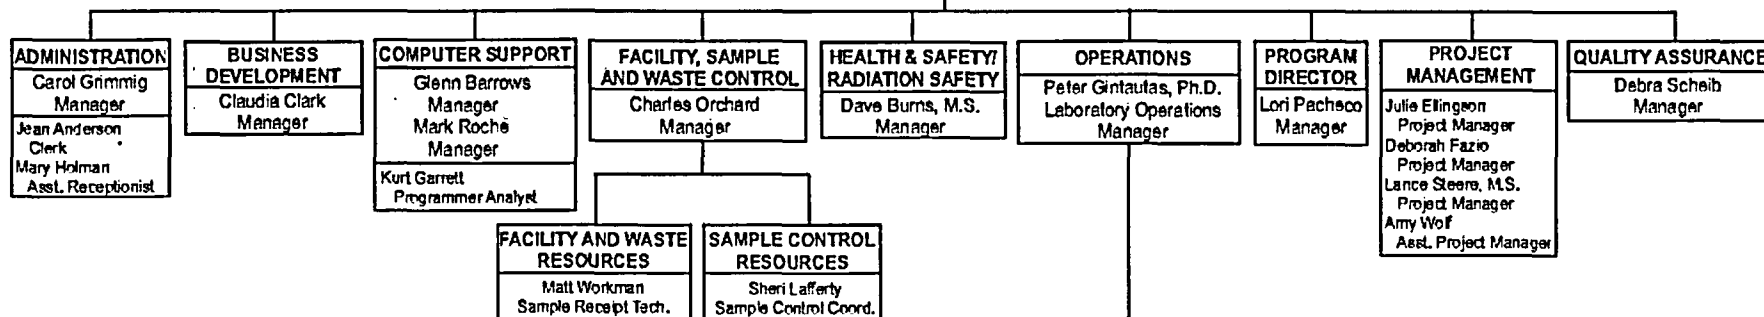 ADMINISTRATION
Carol Grimmig
Manager
Jean Anderson
Clerk
Mary Holman
Asst. Receptionist
BUSINESS
DEVELOPMENT
Claudia Clark
Manager
COMPUTER SUPPORT
Glenn Barrows
Manager
Mark Roche
Manager
Kurt Garrett
Programmer Analyst
FACILITY, SAMPLE
AND WASTE CONTROL
Charles Orchard
Manager
FACILITY AND WASTE
RESOURCES
Matt Workman
Sample Receipt Tech.
SAMPLE CONTROL
RESOURCES
Sheri Lafferty
Sample Control Coord.
HEALTH & SAFETY/
RADIATION SAFETY
Dave Burns, M.S.
Manager
OPERATIONS
Peter Gintautas, Ph.D.
Laboratory Operations
Manager
PROGRAM
DIRECTOR
Lori Pacheco
Manager
PROJECT
MANAGEMENT
Julie Ellingson
Project Manager
Deborah Fazio
Project Manager
Lance Steere, M.S.
Project Manager
Amy Wolf
Asst. Project Manager
QUALITY ASSURANCE
Debra Scheib
Manager